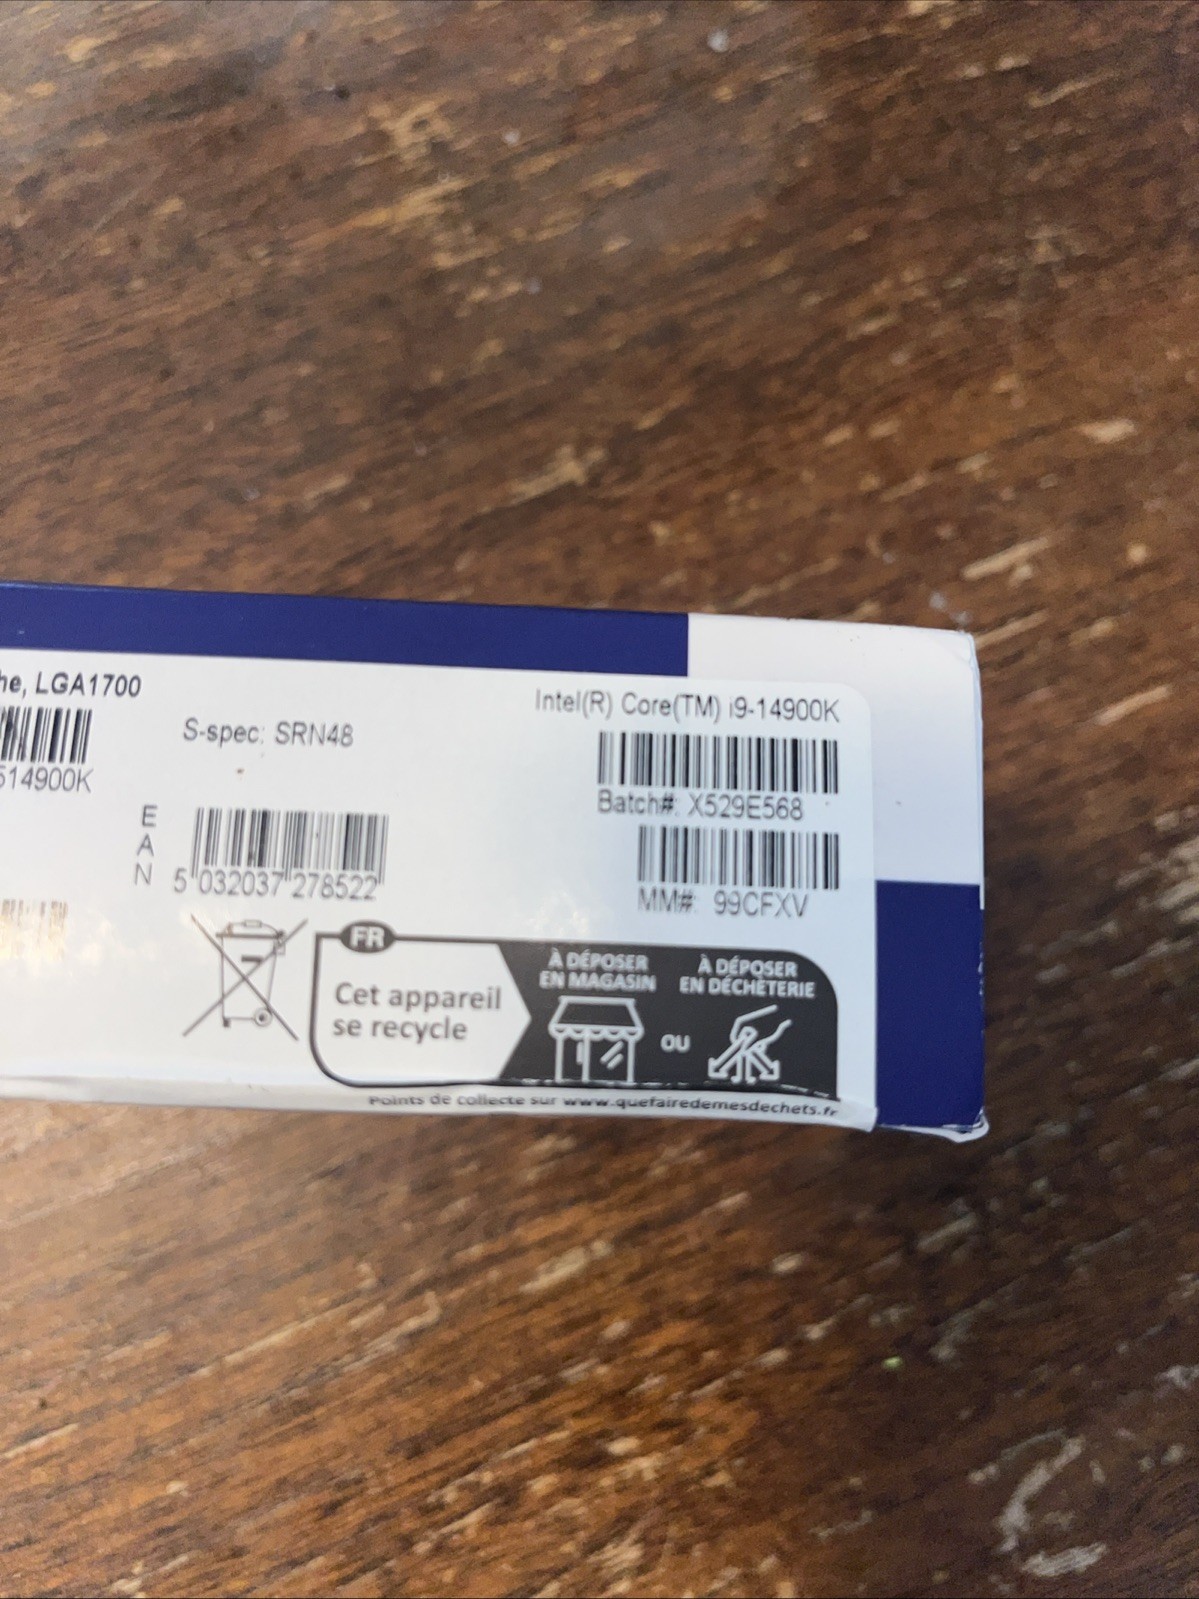 he, LGA1700
514900K
S-spec: SRN48
E
A
N
5 032037 278522
Intel(R) Core(TM) i9-14900K
Batch#: X529E568
MM#: 99CFXV
FR
Cet appareil
se recycle
À DÉPOSER
EN MAGASIN
OU
À DÉPOSER
EN DÉCHÈTERIE
Points de collecte sur www.quefairedemesdechets.fr